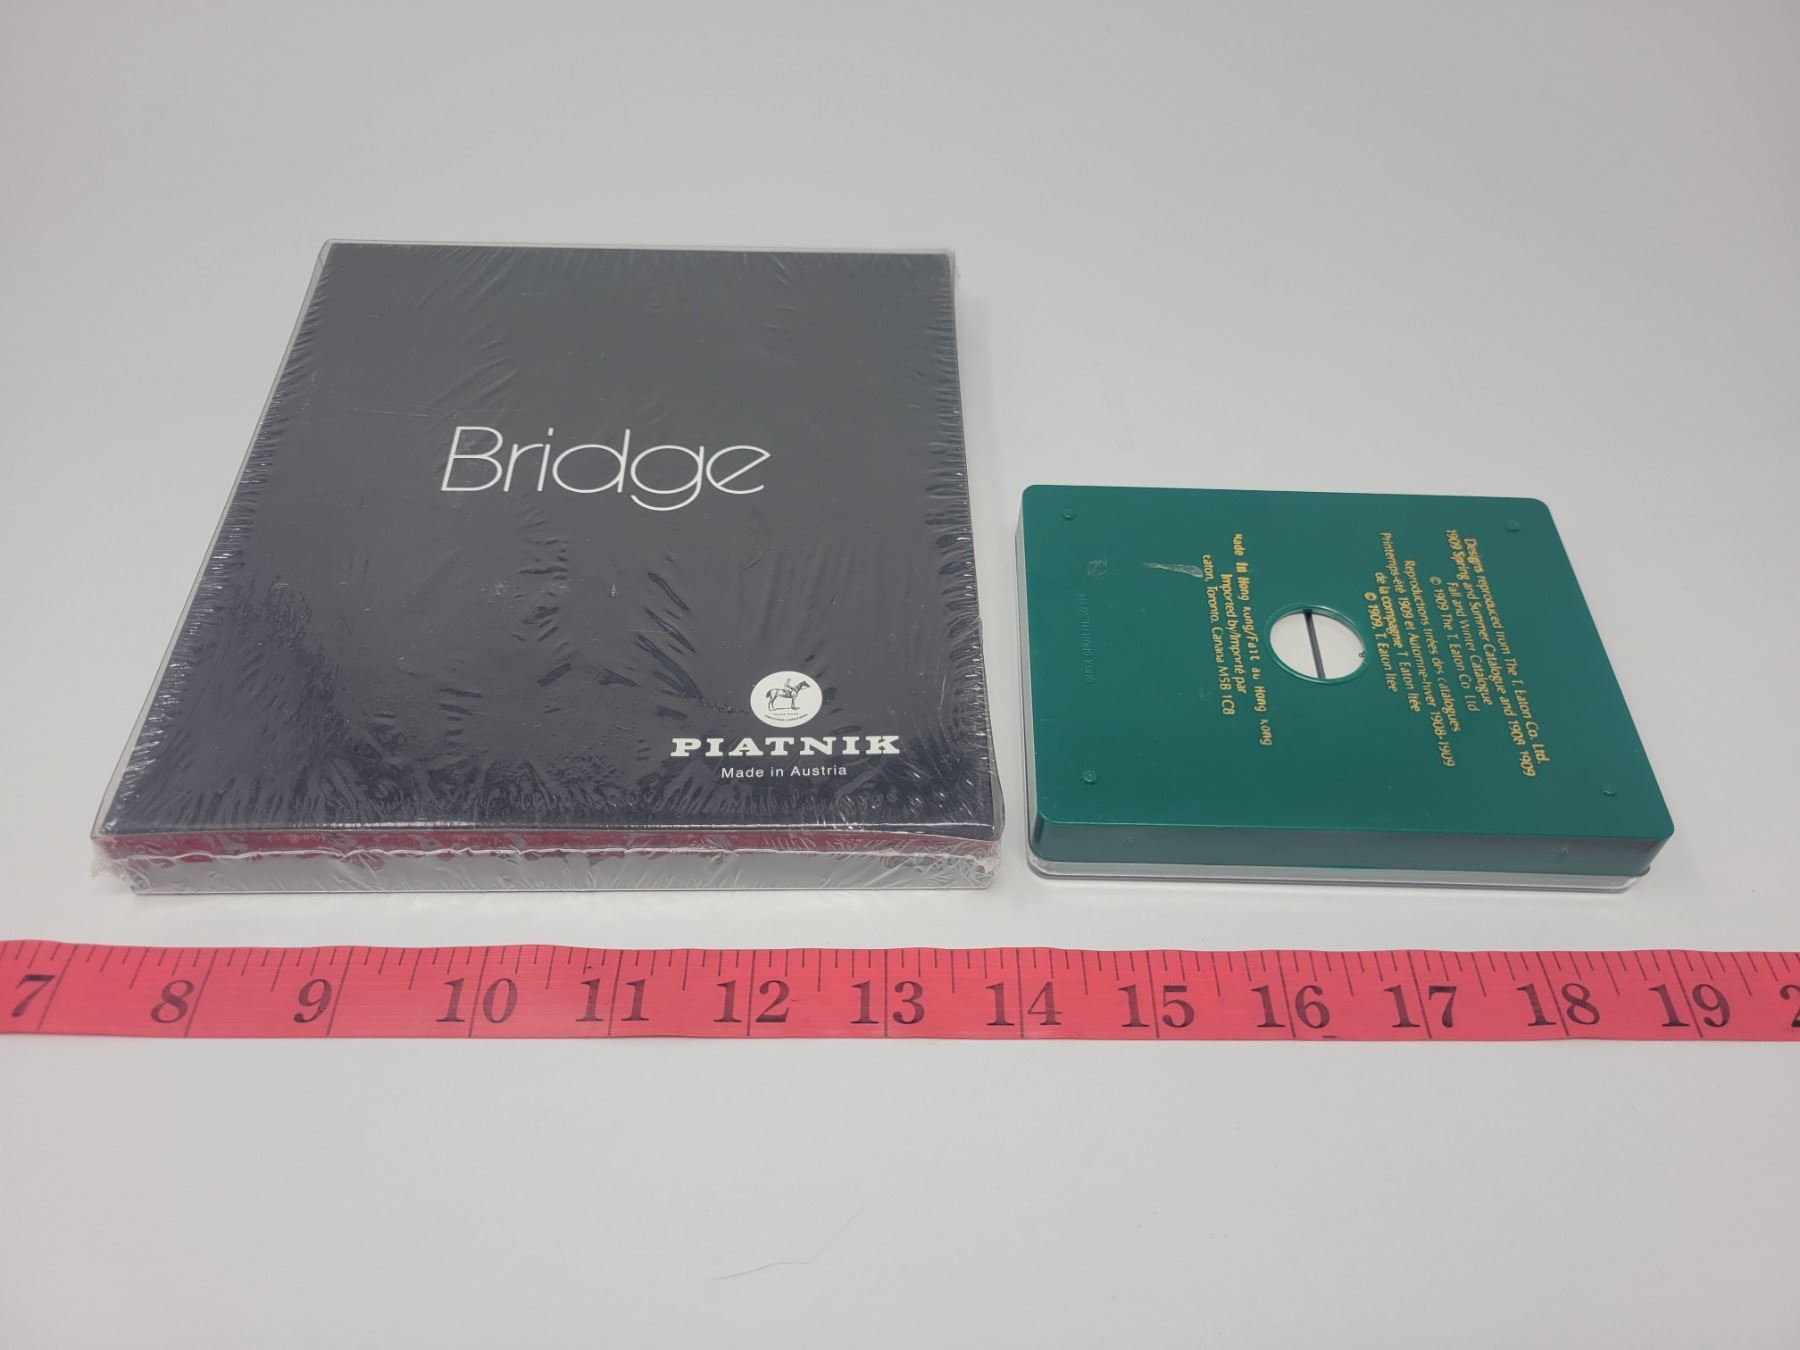 Bridge
PIATNIK
Made in Austria
Designs reproduced from The T. Eaton Co. Ltd.
1909 Spring and Summer Catalogue and 1908 1909
Fall and Winter Catalogue
© 1909 The T. Eaton Co Ltd
Reproductions tirées des catalogues
Printemps-été 1909 et Automne-hiver 1908-1909
de la compagnie T Eaton ltée
© 1909, T. Eaton ltée
Made in Hong Kong/Fait au Hong Kong
Imported by/Importé par
Eaton, Toronto, Canada M5B 1C8
7 8 9 10 11 12 13 14 15 16 17 18 19